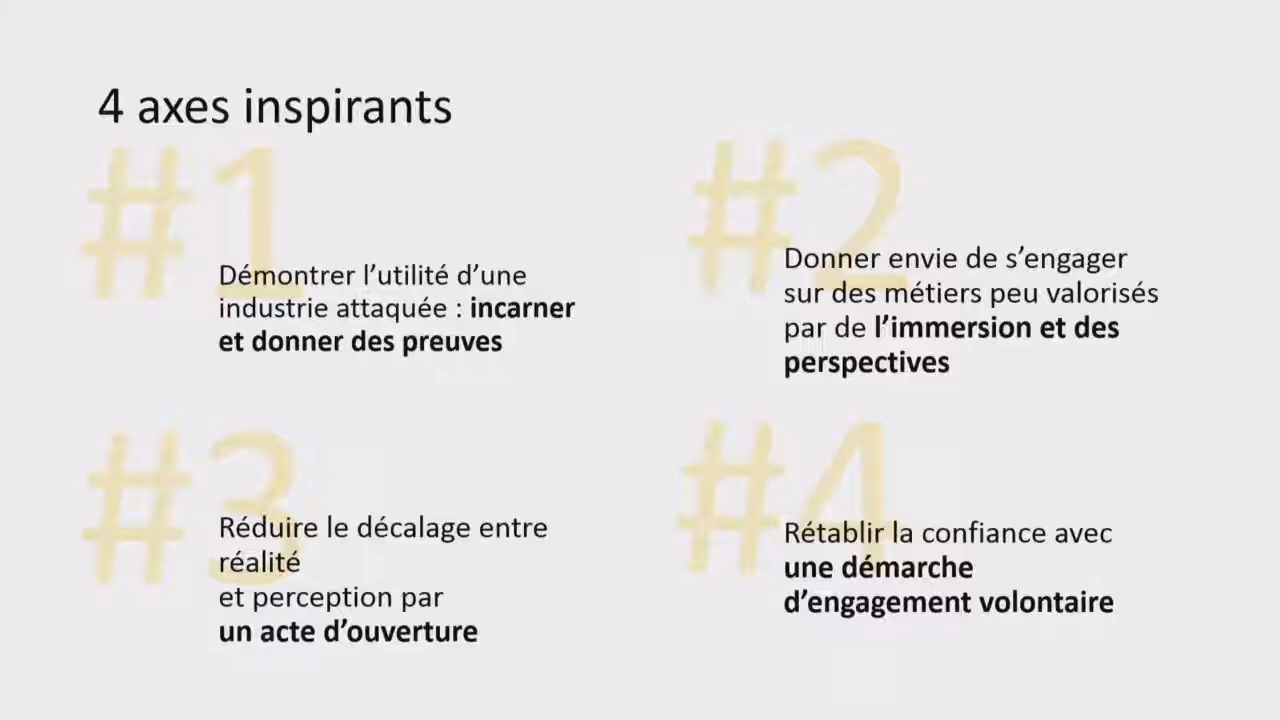 4 axes inspirants
#1
Démontrer l’utilité d’une
industrie attaquée : incarner
et donner des preuves
#2
Donner envie de s’engager
sur des métiers peu valorisés
par de l’immersion et des
perspectives
#3
Réduire le décalage entre
réalité
et perception par
un acte d’ouverture
#4
Rétablir la confiance avec
une démarche
d’engagement volontaire